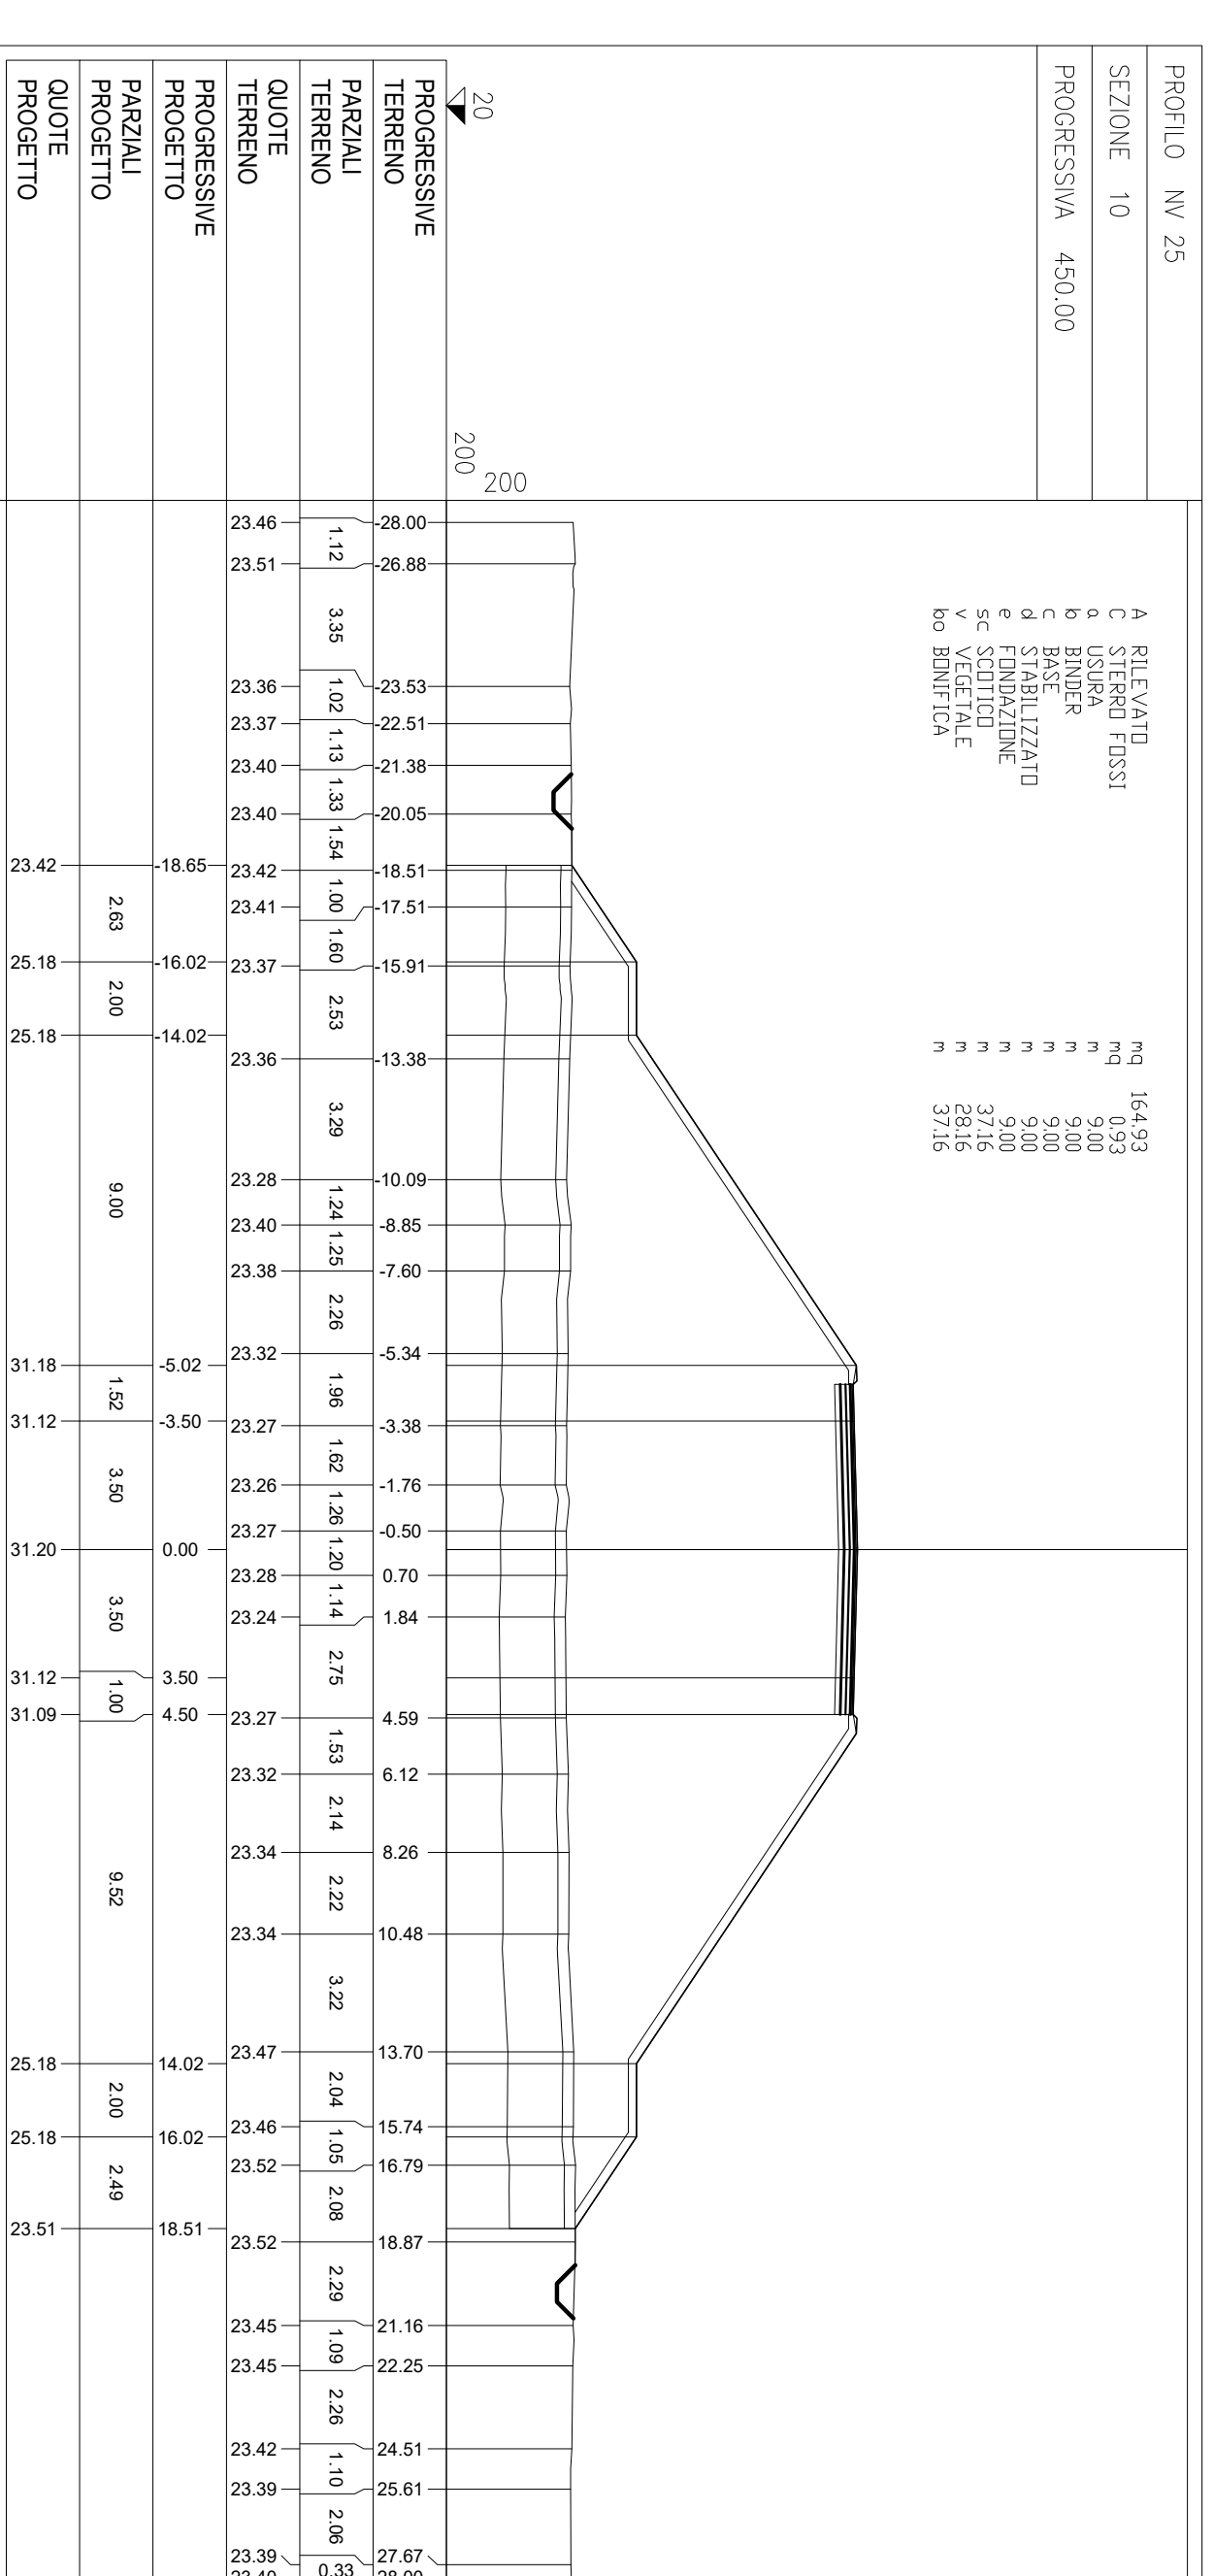 PROFILO NV 25
SEZIONE 10
PROGRESSIVA 450.00
A RILEVATO mq 164.93
C STERRO FOSSI mq 0.93
a USURA m 9.00
b BINDER m 9.00
c BASE m 9.00
d STABILIZZATO m 9.00
e FONDAZIONE m 9.00
sc SCOTICO m 37.16
v VEGETALE m 28.16
bo BONIFICA m 37.16
20
200
200
PROGRESSIVE TERRENO
-28.00 -26.88 -23.53 -22.51 -21.38 -20.05 -18.51 -17.51 -15.91 -13.38 -10.09 -8.85 -7.60 -5.34 -3.38 -1.76 -0.50 0.70 1.84 4.59 6.12 8.26 10.48 13.70 15.74 16.79 18.87 21.16 22.25 24.51 25.61 27.67
PARZIALI TERRENO
1.12 3.35 1.02 1.13 1.33 1.54 1.00 1.60 2.53 3.29 1.24 1.25 2.26 1.96 1.62 1.26 1.20 1.14 2.75 1.53 2.14 2.22 3.22 2.04 1.05 2.08 2.29 1.09 2.26 1.10 2.06 0.33
QUOTE TERRENO
23.46 23.51 23.36 23.37 23.40 23.40 23.42 23.41 23.37 23.36 23.28 23.40 23.38 23.32 23.27 23.26 23.27 23.28 23.24 23.27 23.32 23.34 23.34 23.47 23.46 23.52 23.52 23.45 23.45 23.42 23.39 23.39
PROGRESSIVE PROGETTO
-18.65 -16.02 -14.02 -5.02 -3.50 0.00 3.50 4.50 14.02 16.02 18.51
PARZIALI PROGETTO
2.63 2.00 9.00 1.52 3.50 3.50 1.00 9.52 2.00 2.49
QUOTE PROGETTO
23.42 25.18 25.18 31.18 31.12 31.20 31.12 31.09 25.18 25.18 23.51